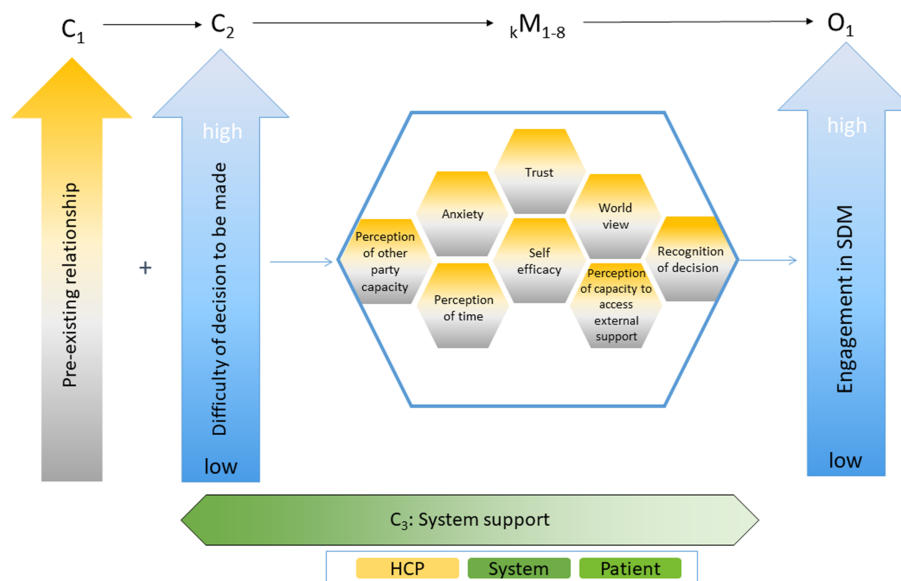 C1
C2
kM1-8
O1
high
high
Pre-existing relationship
+
Difficulty of decision to be made
Trust
Anxiety
World
view
Perception
of other
party
capacity
Self
efficacy
Recognition
of decision
Perception
of time
Perception
of capacity to
access
external
support
Engagement in SDM
low
low
C3: System support
HCP
System
Patient